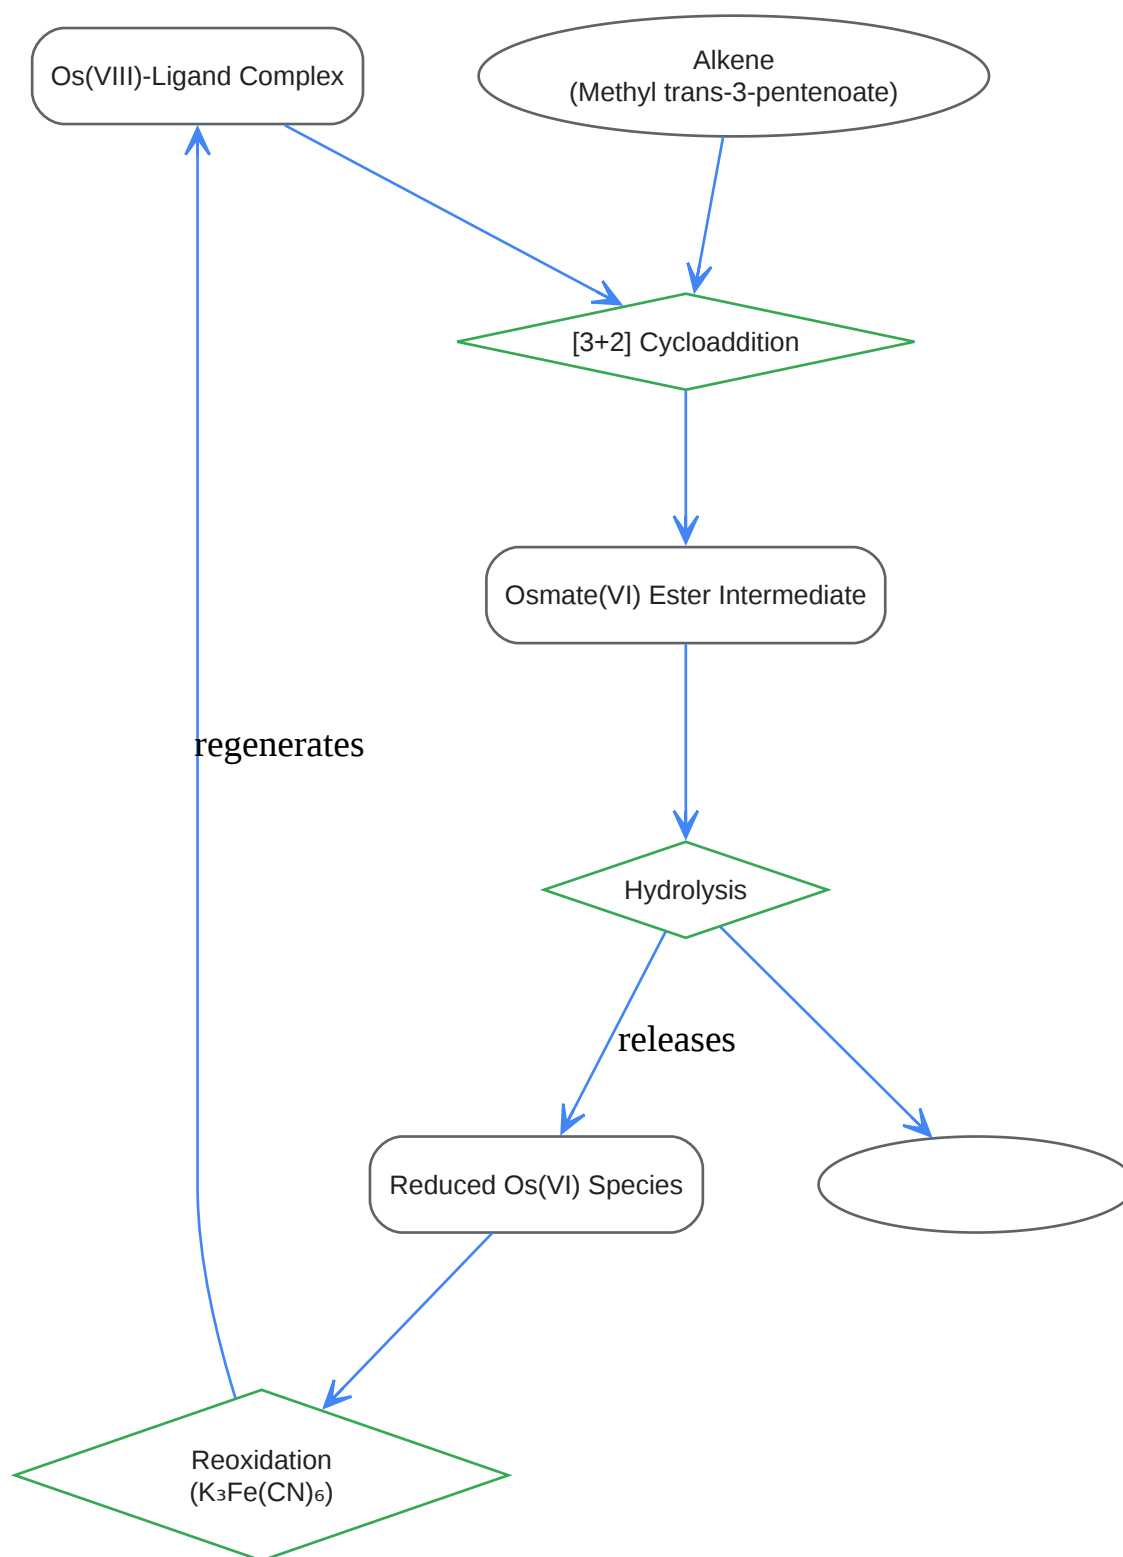 Os(VIII)-Ligand Complex
Alkene
(Methyl trans-3-pentenoate)
[3+2] Cycloaddition
Osmate(VI) Ester Intermediate
regenerates
Hydrolysis
releases
Reduced Os(VI) Species
Reoxidation
(K₃Fe(CN)₆)